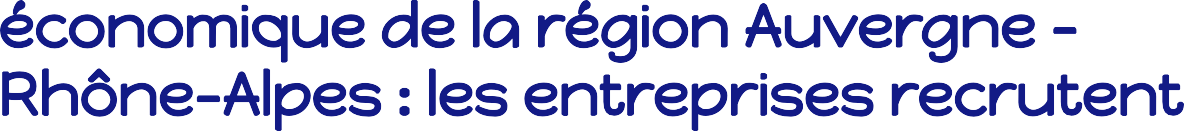 économique de la région Auvergne -
Rhône-Alpes : les entreprises recrutent